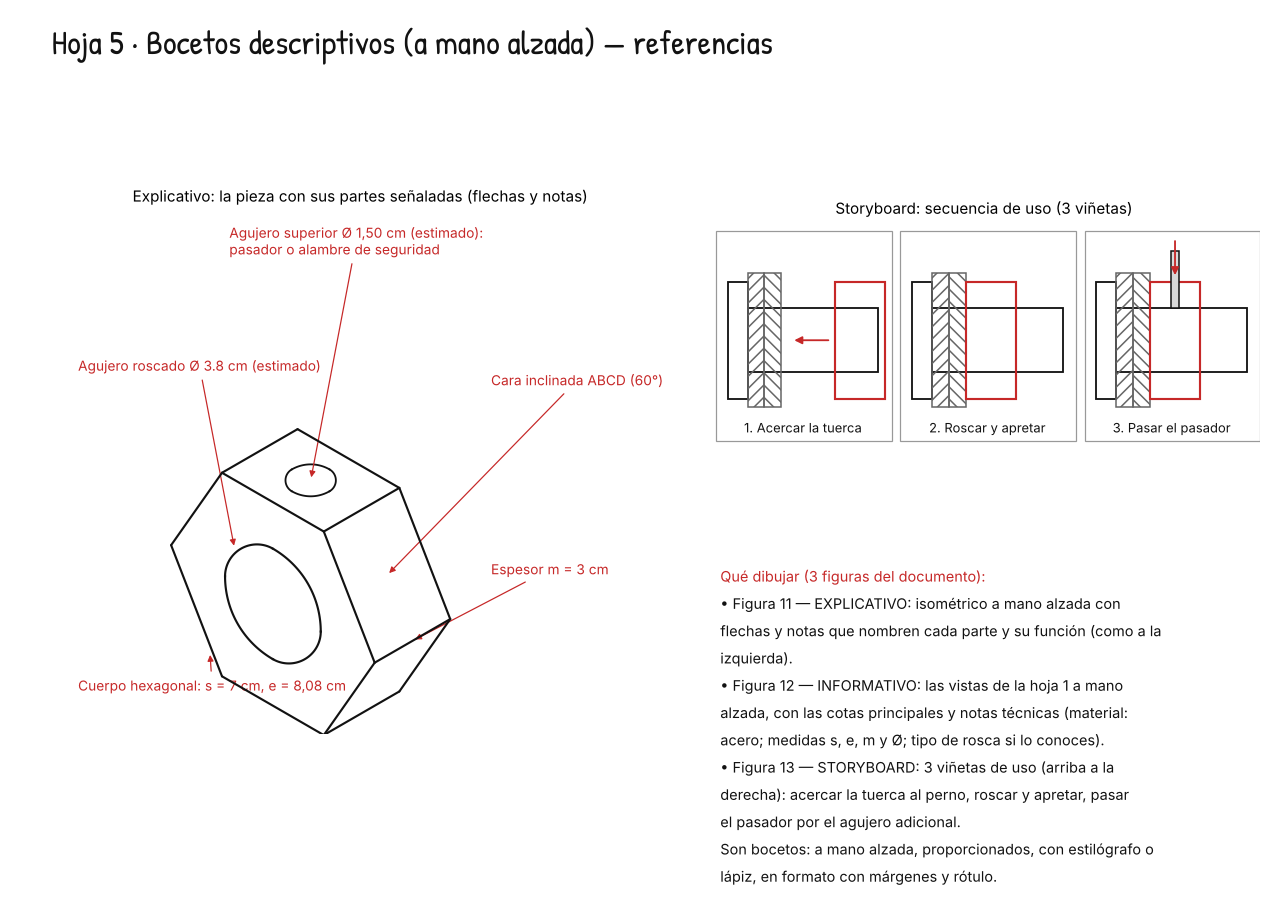 Hoja 5 · Bocetos descriptivos (a mano alzada) — referencias
Explicativo: la pieza con sus partes señaladas (flechas y notas)
Agujero superior Ø 1,50 cm (estimado):
pasador o alambre de seguridad
Agujero roscado Ø 3.8 cm (estimado)
Cara inclinada ABCD (60°)
Espesor m = 3 cm
Cuerpo hexagonal: s = 7 cm, e = 8,08 cm
Storyboard: secuencia de uso (3 viñetas)
1. Acercar la tuerca
2. Roscar y apretar
3. Pasar el pasador
Qué dibujar (3 figuras del documento):
• Figura 11 — EXPLICATIVO: isométrico a mano alzada con
flechas y notas que nombren cada parte y su función (como a la
izquierda).
• Figura 12 — INFORMATIVO: las vistas de la hoja 1 a mano
alzada, con las cotas principales y notas técnicas (material:
acero; medidas s, e, m y Ø; tipo de rosca si lo conoces).
• Figura 13 — STORYBOARD: 3 viñetas de uso (arriba a la
derecha): acercar la tuerca al perno, roscar y apretar, pasar
el pasador por el agujero adicional.
Son bocetos: a mano alzada, proporcionados, con estilógrafo o
lápiz, en formato con márgenes y rótulo.